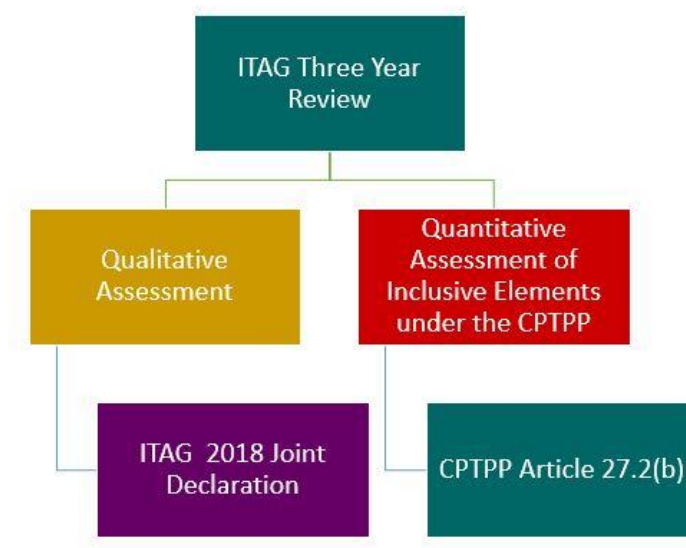 ITAG Three Year
Review
Qualitative
Assessment
Quantitative
Assessment of
Inclusive Elements
under the CPTPP
ITAG 2018 Joint
Declaration
CPTPP Article 27.2(b)